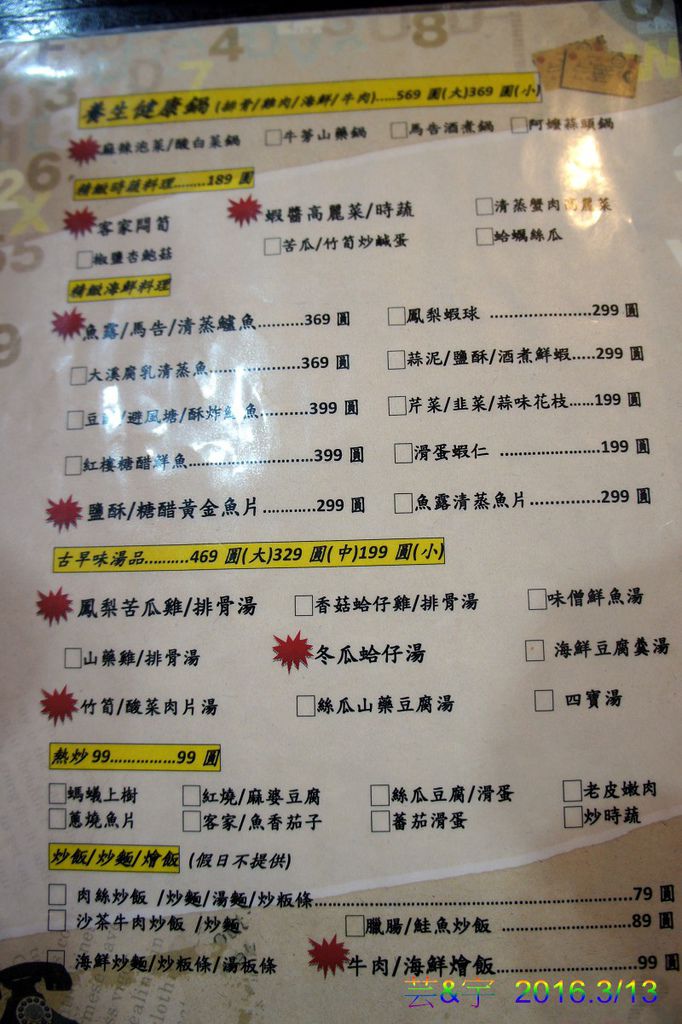 養生健康鍋(排骨/雞肉/海鮮/牛肉).....569 圓(大)369 圓(小)
麻辣泡菜/酸白菜鍋 □牛蒡山藥鍋 □馬告酒煮鍋 □阿嬤蒜頭鍋
精緻時蔬料理........189 圓
客家悶筍 蝦醬高麗菜/時蔬 □清蒸蟹肉高麗菜
□椒鹽杏鮑菇 □苦瓜/竹筍炒鹹蛋 □蛤蠣絲瓜
精緻海鮮料理
魚露/馬告/清蒸鱸魚..........369 圓 □鳳梨蝦球 ......................299 圓
□大溪腐乳清蒸魚....................369 圓 □蒜泥/鹽酥/酒煮鮮蝦.....299 圓
□豆 /避風塘/酥炸 魚..........399 圓 □芹菜/韭菜/蒜味花枝......199 圓
□紅樓糖醋鮮魚..........................399 圓 □滑蛋蝦仁 ......................199 圓
鹽酥/糖醋黃金魚片............299 圓 □魚露清蒸魚片...............299 圓
古早味湯品..........469 圓(大)329 圓(中)199 圓(小)
鳳梨苦瓜雞/排骨湯 □香菇蛤仔雞/排骨湯 □味僧鮮魚湯
□山藥雞/排骨湯 冬瓜蛤仔湯 □ 海鮮豆腐羹湯
竹筍/酸菜肉片湯 □絲瓜山藥豆腐湯 □ 四寶湯
熱炒 99...............99 圓
□螞蟻上樹 □紅燒/麻婆豆腐 □絲瓜豆腐/滑蛋 □老皮嫩肉
□蔥燒魚片 □客家/魚香茄子 □蕃茄滑蛋 □炒時蔬
炒飯/炒麵/燴飯 (假日不提供)
□ 肉絲炒飯 /炒麵/湯麵/炒粄條......................................................79 圓
□ 沙茶牛肉炒飯 /炒麵 □臘腸/鮭魚炒飯 ......................89 圓
□ 海鮮炒麵/炒粄條/湯粄條 牛肉/海鮮燴飯..........................99 圓
芸&宇 2016.3/13